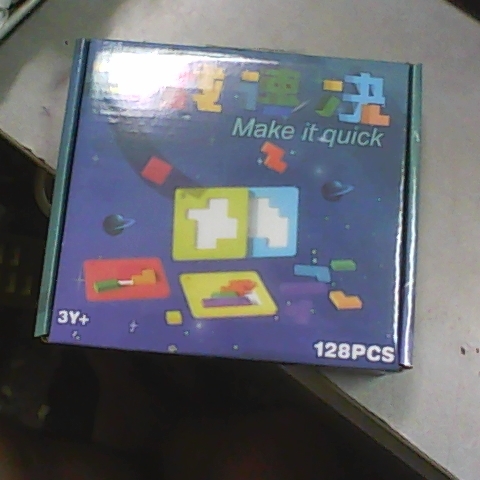 速决
Make it quick
3Y+
128PCS